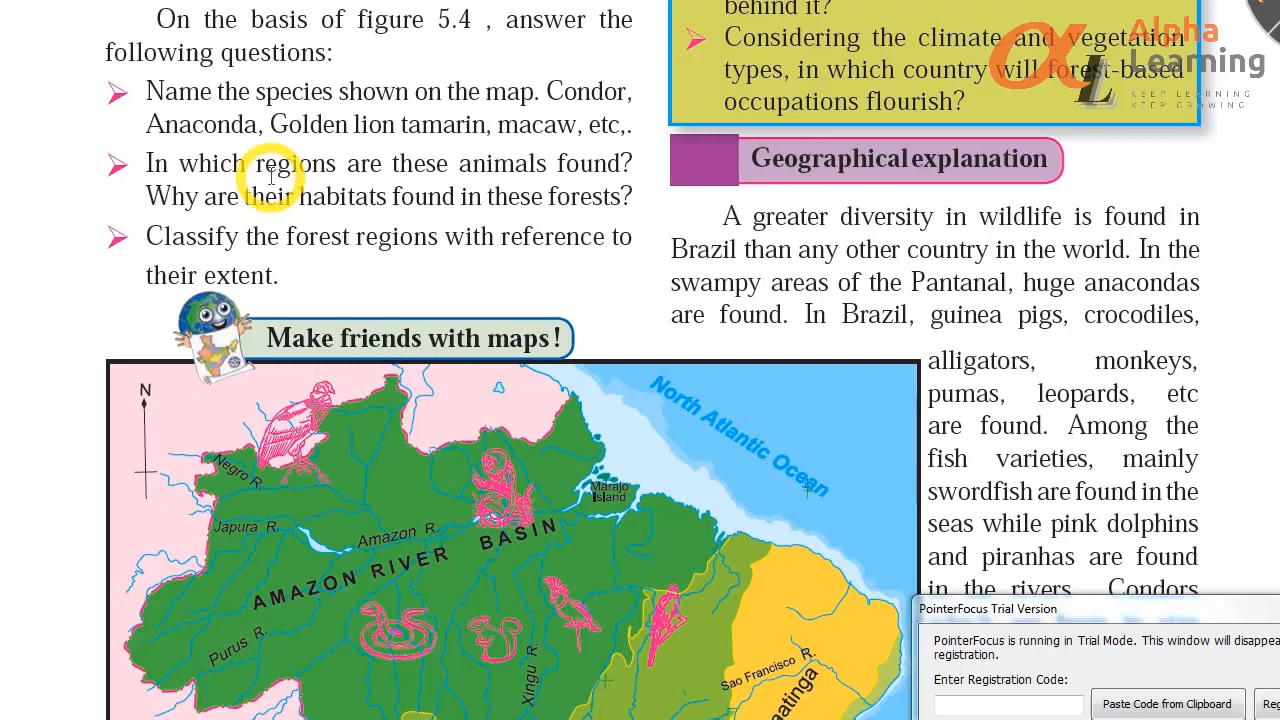 On the basis of figure 5.4 , answer the
following questions:
Name the species shown on the map. Condor,
Anaconda, Golden lion tamarin, macaw, etc,.
In which regions are these animals found?
Why are their habitats found in these forests?
Classify the forest regions with reference to
their extent.
Make friends with maps!
N
Negro R.
Japura R.
Amazon R.
AMAZON RIVER BASIN
Purus R.
Xingu R.
Marajo
Island
North Atlantic Ocean
Sao Francisco R.
aatinga
behind it?
Considering the climate and vegetation
types, in which country will forest-based
occupations flourish?
Alpha
Learning
KEEP LEARNING
KEEP GROWING
Geographical explanation
A greater diversity in wildlife is found in
Brazil than any other country in the world. In the
swampy areas of the Pantanal, huge anacondas
are found. In Brazil, guinea pigs, crocodiles,
alligators, monkeys,
pumas, leopards, etc
are found. Among the
fish varieties, mainly
swordfish are found in the
seas while pink dolphins
and piranhas are found
in the rivers. Condors
PointerFocus Trial Version
PointerFocus is running in Trial Mode. This window will disappe
registration.
Enter Registration Code:
Paste Code from Clipboard
Re